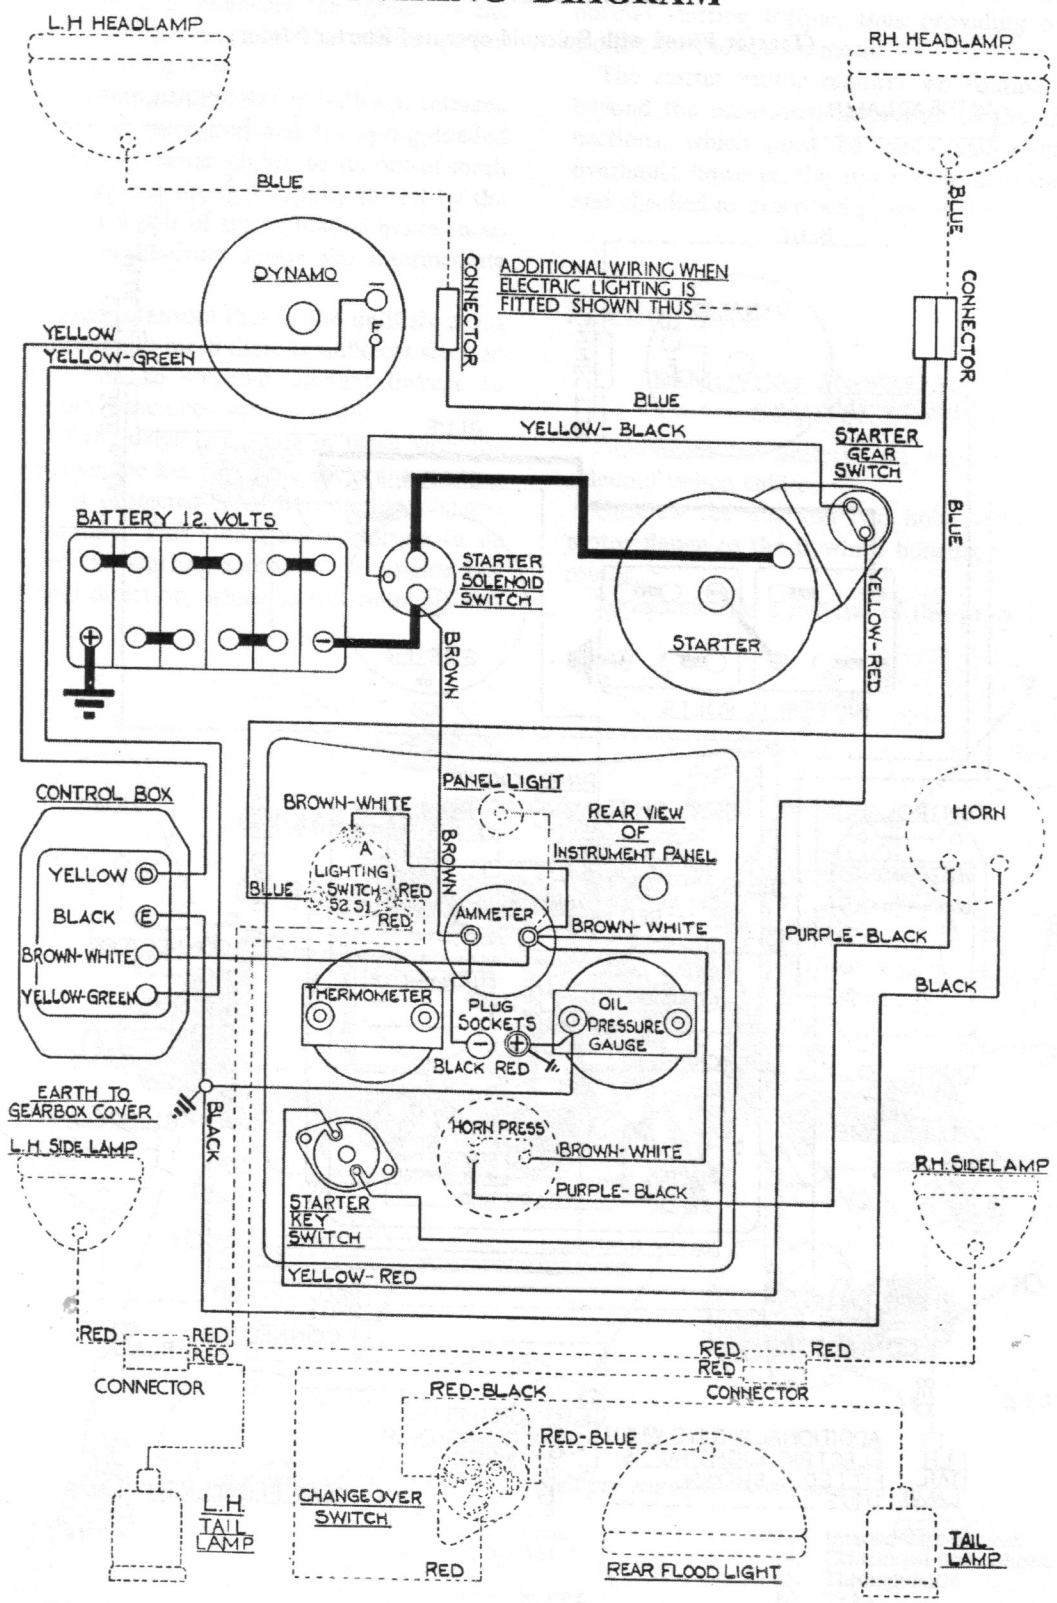 DIAGRAM
L.H HEADLAMP
RH. HEADLAMP
BLUE
BLUE
DYNAMO
CONNECTOR
ADDITIONAL WIRING WHEN
ELECTRIC LIGHTING IS
FITTED SHOWN THUS
CONNECTOR
YELLOW
YELLOW-GREEN
F
BLUE
YELLOW-BLACK
STARTER
GEAR
SWITCH
BATTERY 12. VOLTS
BLUE
STARTER
SOLENOID
SWITCH
STARTER
YELLOW-RED
BROWN
+
−
CONTROL BOX
PANEL LIGHT
BROWN-WHITE
REAR VIEW
OF
INSTRUMENT PANEL
HORN
BROWN
A
LIGHTING
SWITCH
S2.S1
BLUE
RED
RED
YELLOW D
BLACK E
BROWN-WHITE
YELLOW-GREEN
AMMETER
BROWN-WHITE
PURPLE-BLACK
BLACK
THERMOMETER
PLUG
SOCKETS
− +
BLACK RED
OIL
PRESSURE
GAUGE
EARTH TO
GEARBOX COVER
BLACK
L.H SIDE LAMP
HORN PRESS
BROWN-WHITE
PURPLE-BLACK
R.H. SIDELAMP
STARTER
KEY
SWITCH
YELLOW-RED
RED
RED
RED
CONNECTOR
RED
RED
RED
CONNECTOR
RED-BLACK
RED-BLUE
CHANGEOVER
SWITCH
RED
L.H.
TAIL
LAMP
REAR FLOOD LIGHT
TAIL
LAMP